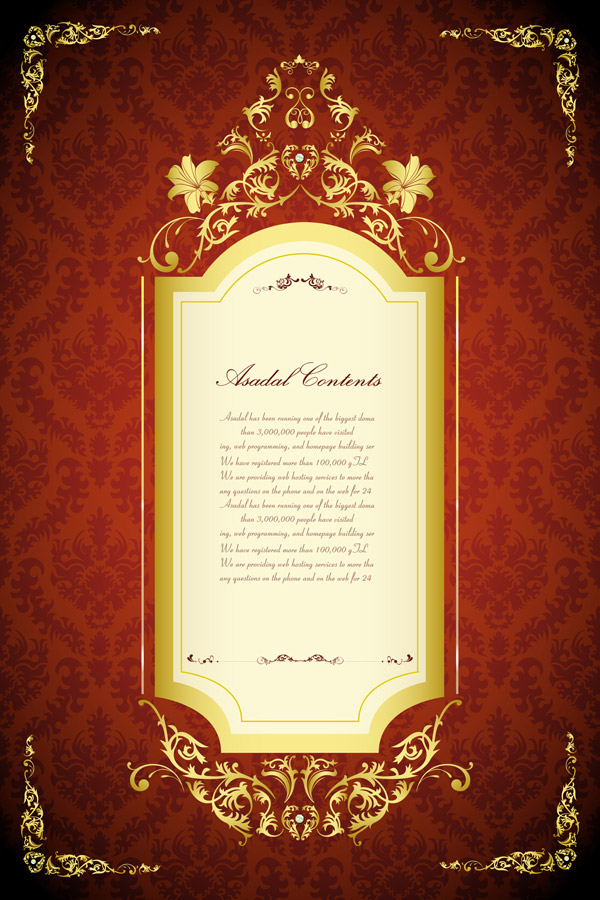 Asadal Contents
Asadal has been running one of the biggest doma
than 3,000,000 people have visited
ing, web programming, and homepage building ser
We have registered more than 100,000 gTL
We are providing web hosting services to more tha
any questions on the phone and on the web for 24
Asadal has been running one of the biggest doma
than 3,000,000 people have visited
ing, web programming, and homepage building ser
We have registered more than 100,000 gTL
We are providing web hosting services to more tha
any questions on the phone and on the web for 24